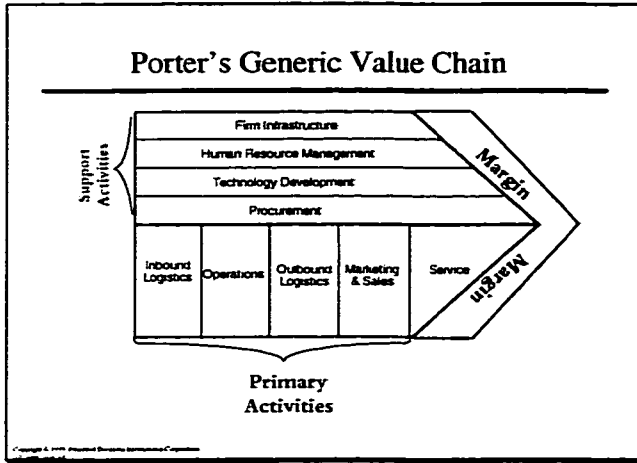 Porter's Generic Value Chain
Support
Activities
Firm Infrastructure
Human Resource Management
Technology Development
Procurement
Inbound
Logistics
Operations
Outbound
Logistics
Marketing
& Sales
Service
Margin
Margin
Primary
Activities
Copyright ©